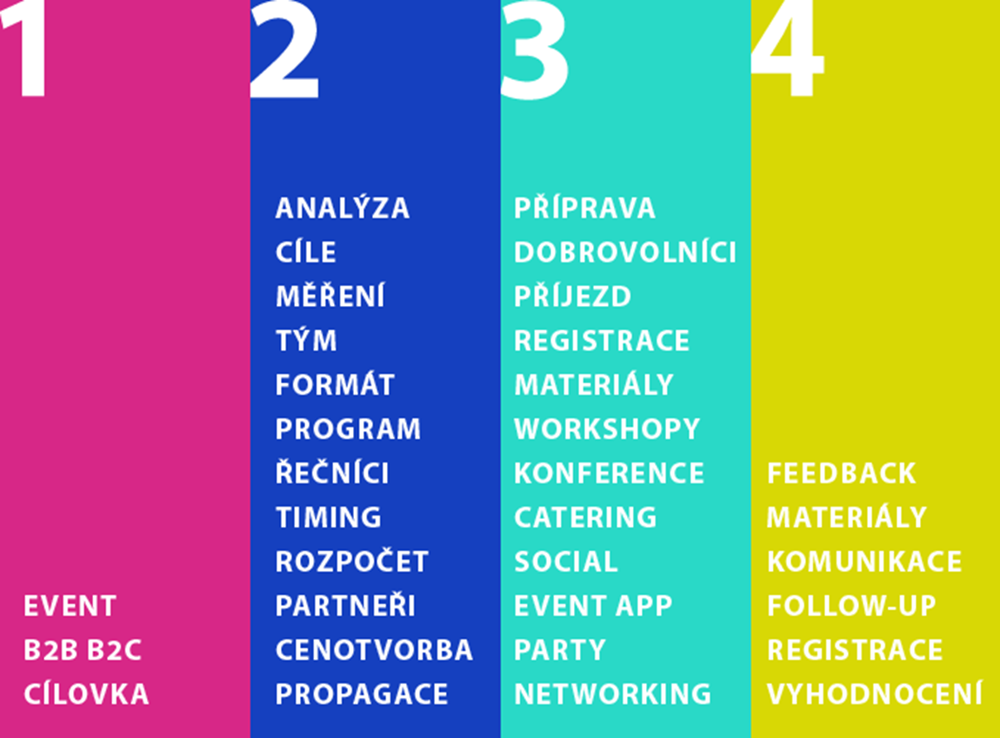 1
EVENT
B2B B2C
CÍLOVKA
2
ANALÝZA
CÍLE
MĚŘENÍ
TÝM
FORMÁT
PROGRAM
ŘEČNÍCI
TIMING
ROZPOČET
PARTNEŘI
CENOTVORBA
PROPAGACE
3
PŘÍPRAVA
DOBROVOLNÍCI
PŘÍJEZD
REGISTRACE
MATERIÁLY
WORKSHOPY
KONFERENCE
CATERING
SOCIAL
EVENT APP
PARTY
NETWORKING
4
FEEDBACK
MATERIÁLY
KOMUNIKACE
FOLLOW-UP
REGISTRACE
VYHODNOCENÍ